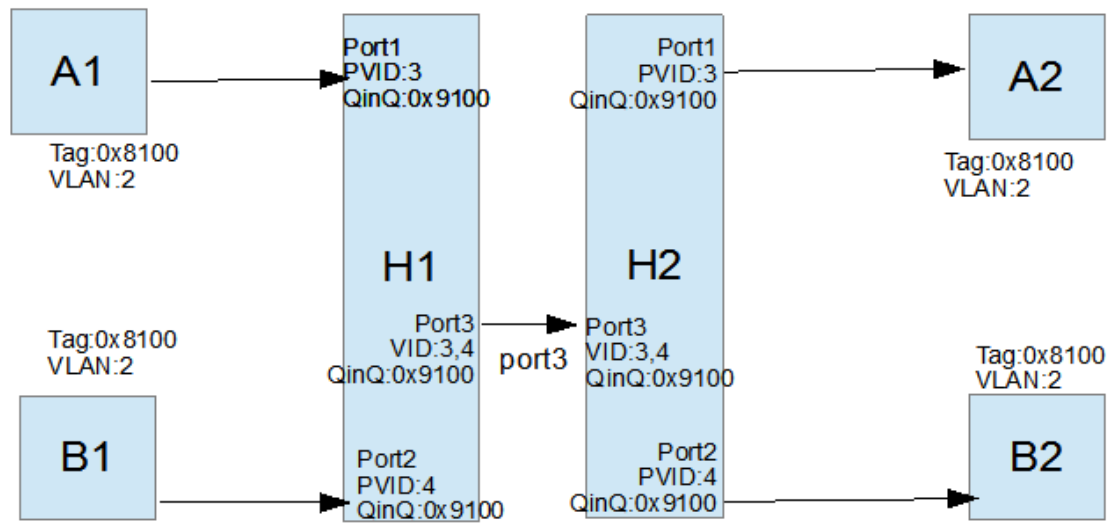 A1
Tag:0x8100
VLAN:2
Port1
PVID:3
QinQ:0x9100
H1
Port3
VID:3,4
QinQ:0x9100
Port2
PVID:4
QinQ:0x9100
Tag:0x8100
VLAN:2
B1
port3
Port1
PVID:3
QinQ:0x9100
H2
Port3
VID:3,4
QinQ:0x9100
Port2
PVID:4
QinQ:0x9100
A2
Tag:0x8100
VLAN:2
Tag:0x8100
VLAN:2
B2